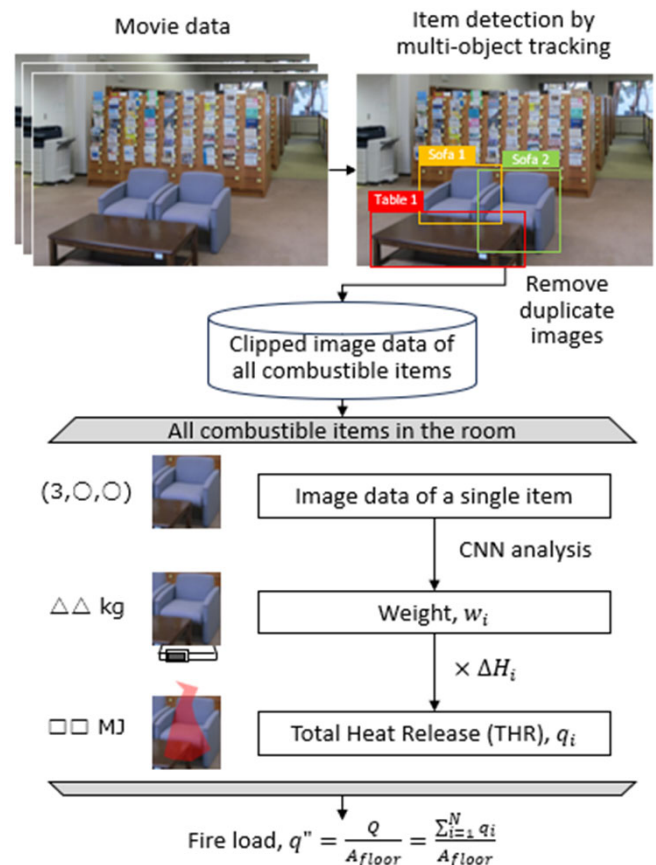 Movie data
Item detection by
multi-object tracking
Sofa 1
Sofa 2
Table 1
Remove
duplicate
images
Clipped image data of
all combustible items
All combustible items in the room
(3,○,○)
Image data of a single item
CNN analysis
△△ kg
Weight, wᵢ
× ΔHᵢ
□□ MJ
Total Heat Release (THR), qᵢ
Fire load, q" = Q / A_floor = ∑_{i=1}^{N} qᵢ / A_floor